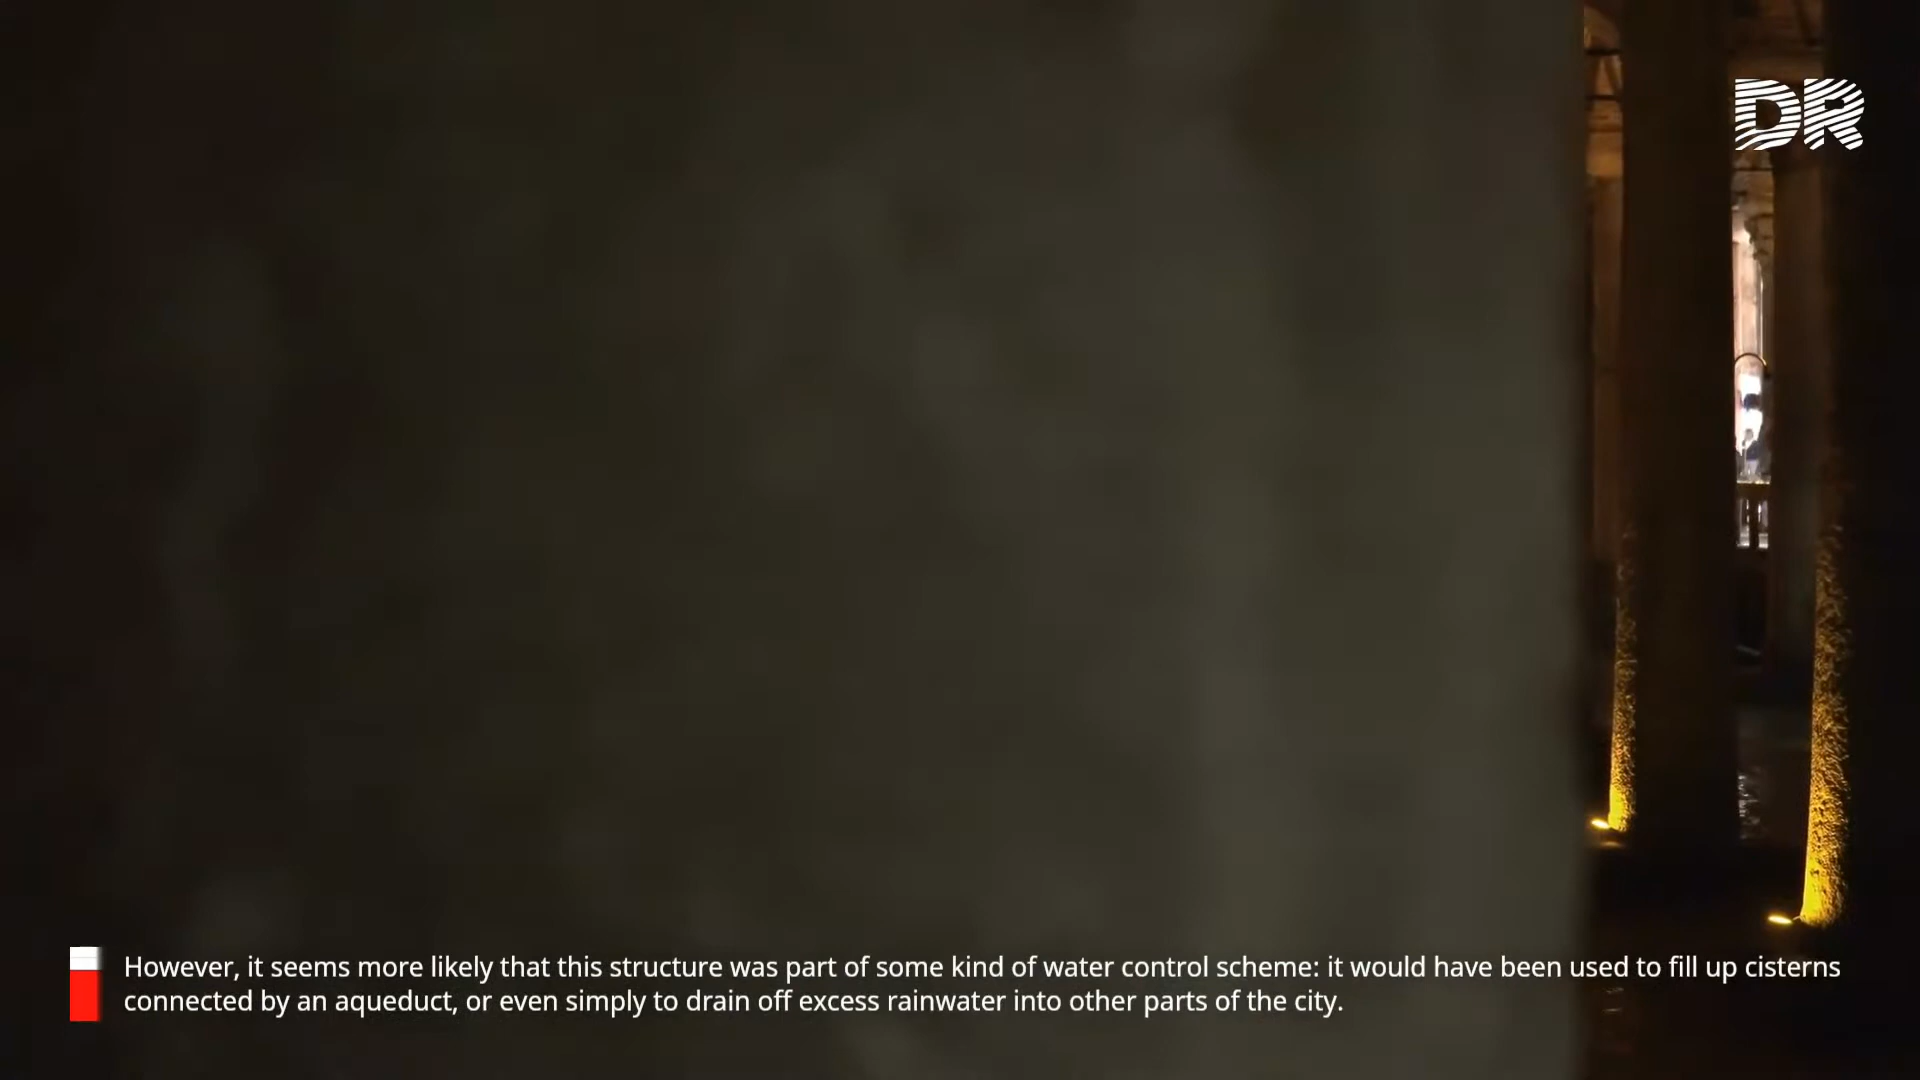 DR
However, it seems more likely that this structure was part of some kind of water control scheme: it would have been used to fill up cisterns
connected by an aqueduct, or even simply to drain off excess rainwater into other parts of the city.